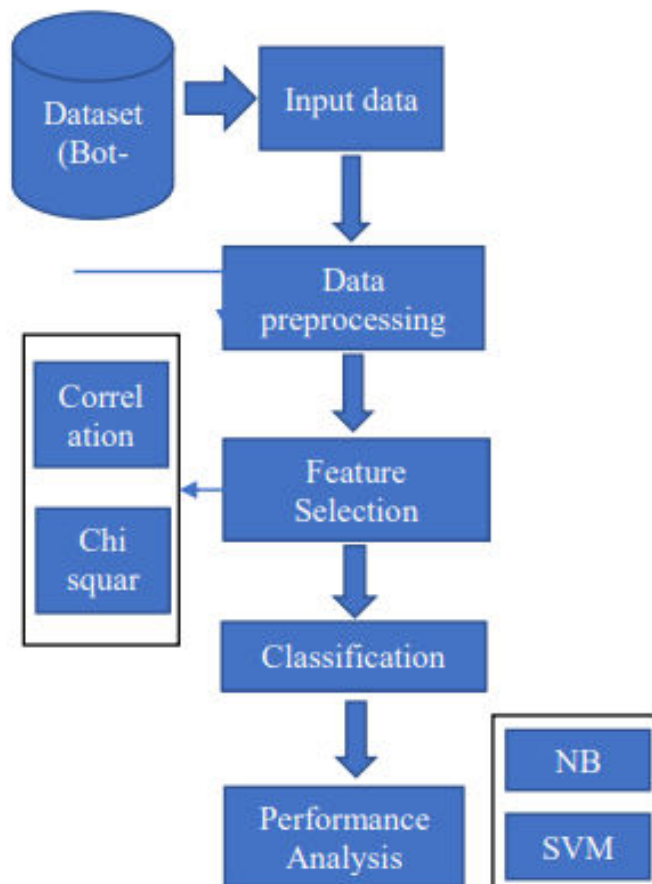 Dataset
(Bot-
Input data
Data
preprocessing
Correl
ation
Feature
Selection
Chi
squar
Classification
NB
Performance
Analysis
SVM